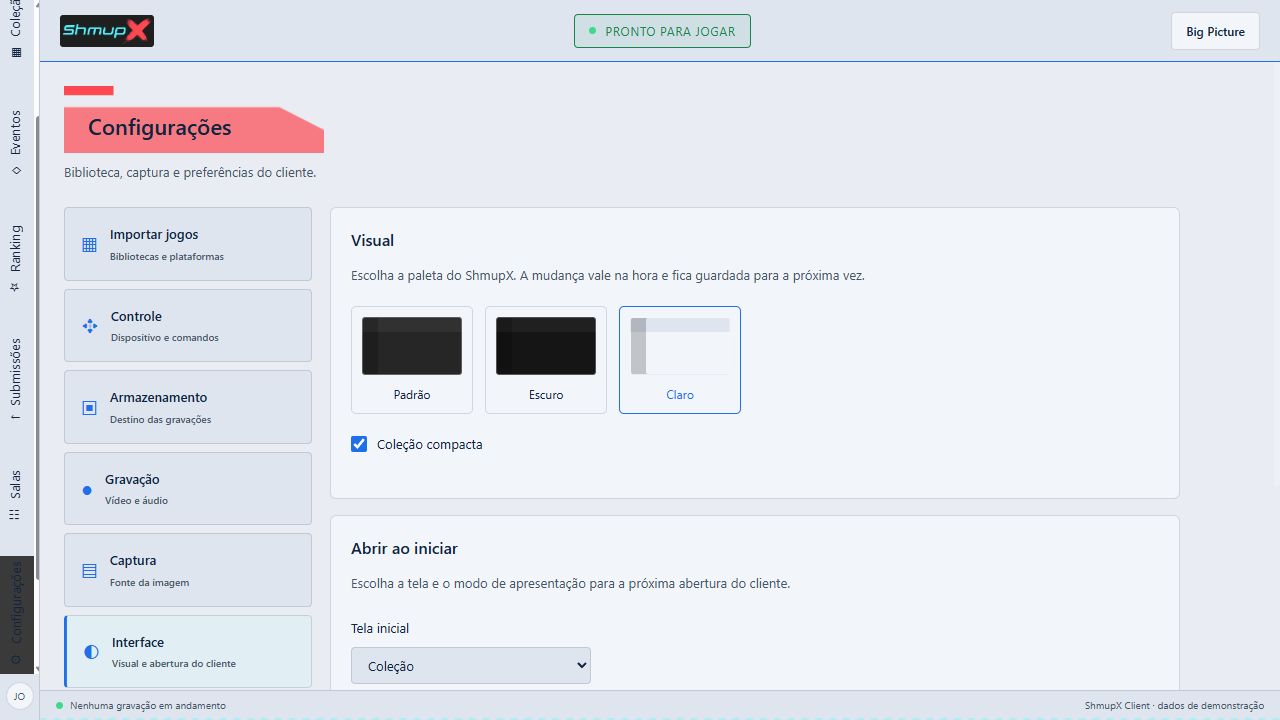 ShmupX
PRONTO PARA JOGAR
Big Picture
Eventos
Ranking
Submissões
Salas
Configurações
JO
Configurações
Biblioteca, captura e preferências do cliente.
Importar jogos
Bibliotecas e plataformas
Controle
Dispositivo e comandos
Armazenamento
Destino das gravações
Gravação
Vídeo e áudio
Captura
Fonte da imagem
Interface
Visual e abertura do cliente
Visual
Escolha a paleta do ShmupX. A mudança vale na hora e fica guardada para a próxima vez.
Padrão
Escuro
Claro
Coleção compacta
Abrir ao iniciar
Escolha a tela e o modo de apresentação para a próxima abertura do cliente.
Tela inicial
Coleção
Nenhuma gravação em andamento
ShmupX Client · dados de demonstração